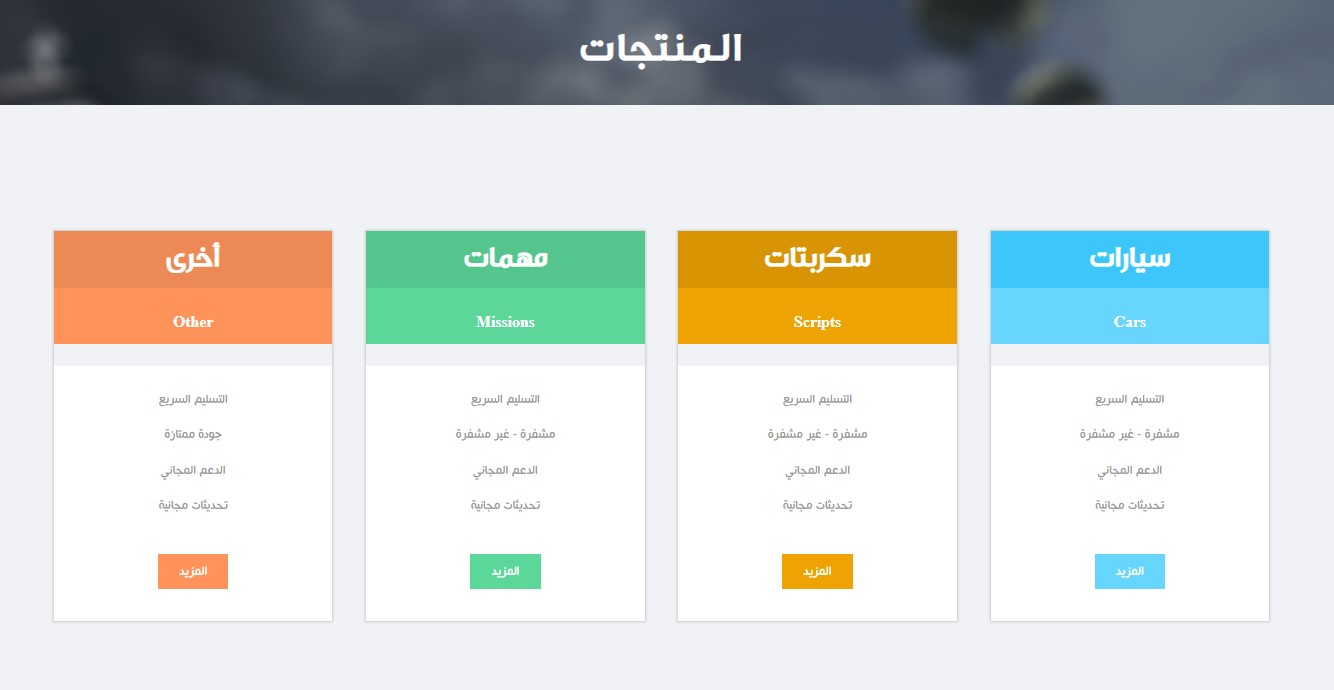 المنتجات
سيارات
Cars
التسليم السريع
مشفرة - غير مشفرة
الدعم المجاني
تحديثات مجانية
المزيد
سكربتات
Scripts
التسليم السريع
مشفرة - غير مشفرة
الدعم المجاني
تحديثات مجانية
المزيد
مهمات
Missions
التسليم السريع
مشفرة - غير مشفرة
الدعم المجاني
تحديثات مجانية
المزيد
أخرى
Other
التسليم السريع
جودة ممتازة
الدعم المجاني
تحديثات مجانية
المزيد